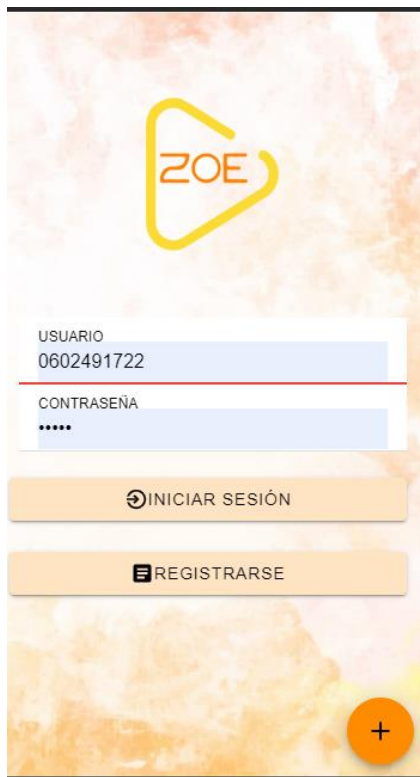 ZOE
USUARIO
0602491722
CONTRASEÑA
•••••
INICIAR SESIÓN
REGISTRARSE
+